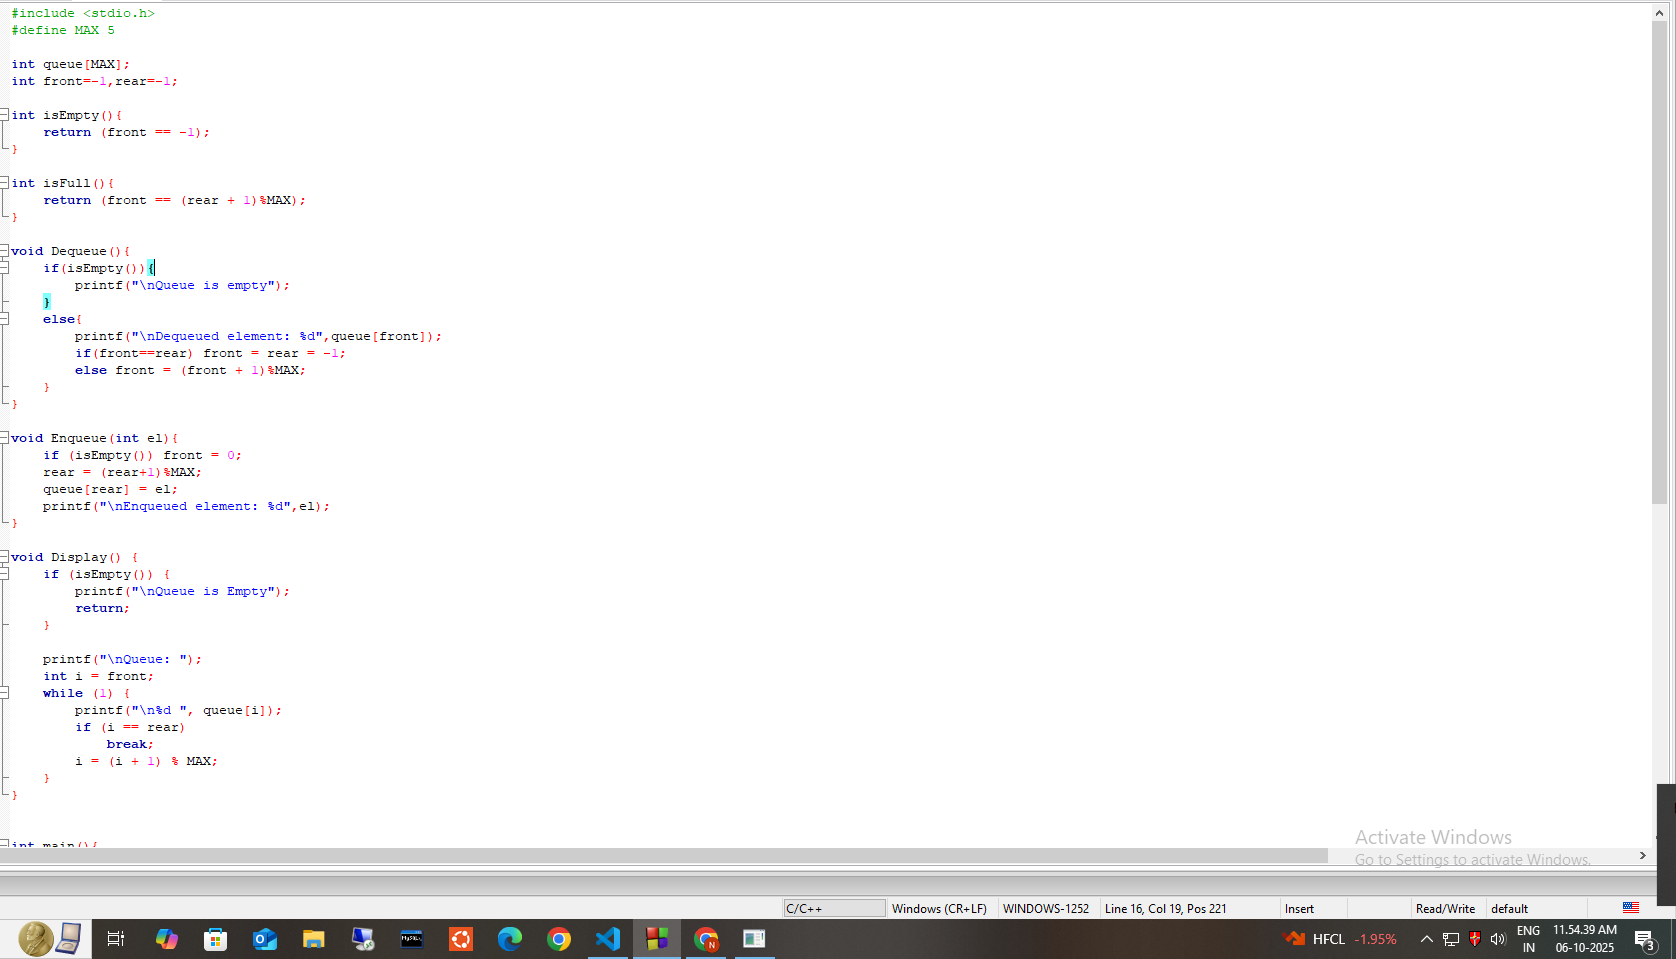 #include <stdio.h>
#define MAX 5
int queue[MAX];
int front=-1,rear=-1;
int isEmpty(){
    return (front == -1);
}
int isFull(){
    return (front == (rear + 1)%MAX);
}
void Dequeue(){
    if(isEmpty()){
        printf("\nQueue is empty");
    }
    else{
        printf("\nDequeued element: %d",queue[front]);
        if(front==rear) front = rear = -1;
        else front = (front + 1)%MAX;
    }
}
void Enqueue(int el){
    if (isEmpty()) front = 0;
    rear = (rear+1)%MAX;
    queue[rear] = el;
    printf("\nEnqueued element: %d",el);
}
void Display() {
    if (isEmpty()) {
        printf("\nQueue is Empty");
        return;
    }
    printf("\nQueue: ");
    int i = front;
    while (1) {
        printf("\n%d ", queue[i]);
        if (i == rear)
            break;
        i = (i + 1) % MAX;
    }
}
int main(){
Activate Windows
Go to Settings to activate Windows.
C/C++ Windows (CR+LF) WINDOWS-1252 Line 16, Col 19, Pos 221 Insert Read/Write default
HFCL -1.95% ENG 11.54.39 AM
IN 06-10-2025 3